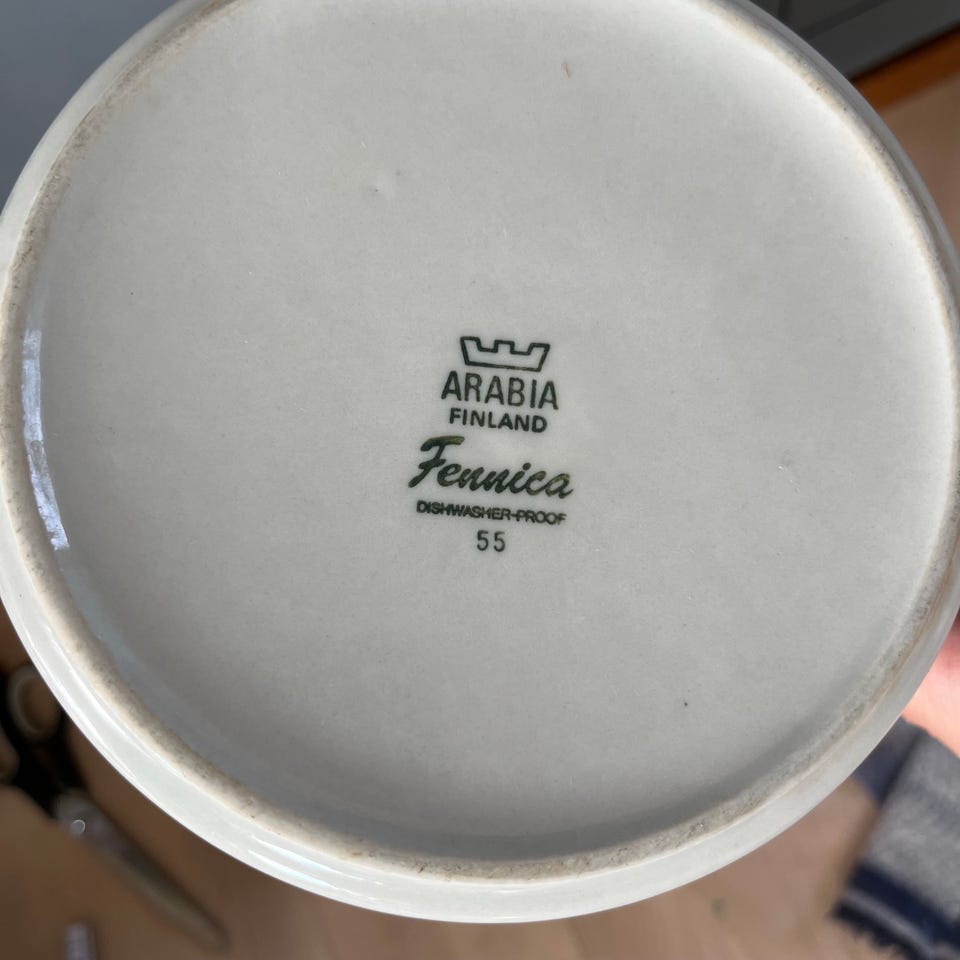 ARABIA
FINLAND
Fennica
DISHWASHER-PROOF
55